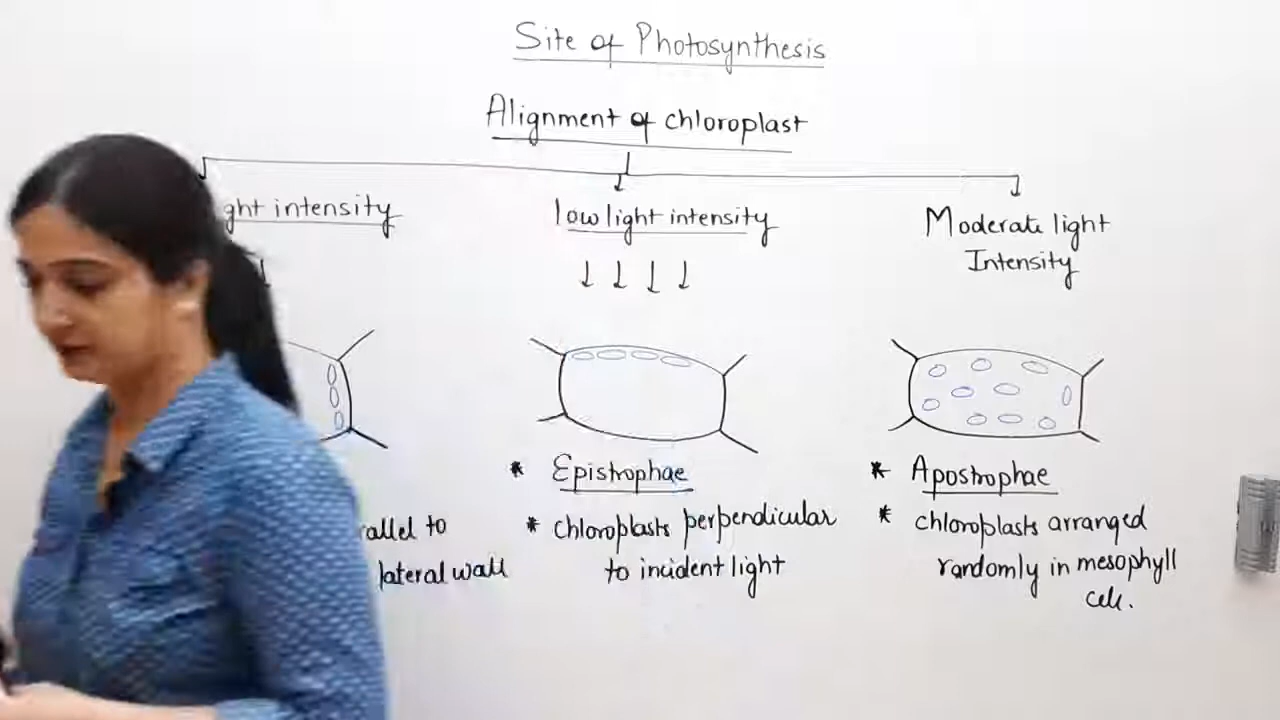 Site of Photosynthesis
Alignment of chloroplast
ght intensity
low light intensity
Moderate light
Intensity
rallel to
lateral wall
* Epistrophae
* chloroplasts perpendicular
to incident light
* Apostrophae
* chloroplasts arranged
randomly in mesophyll
cell.